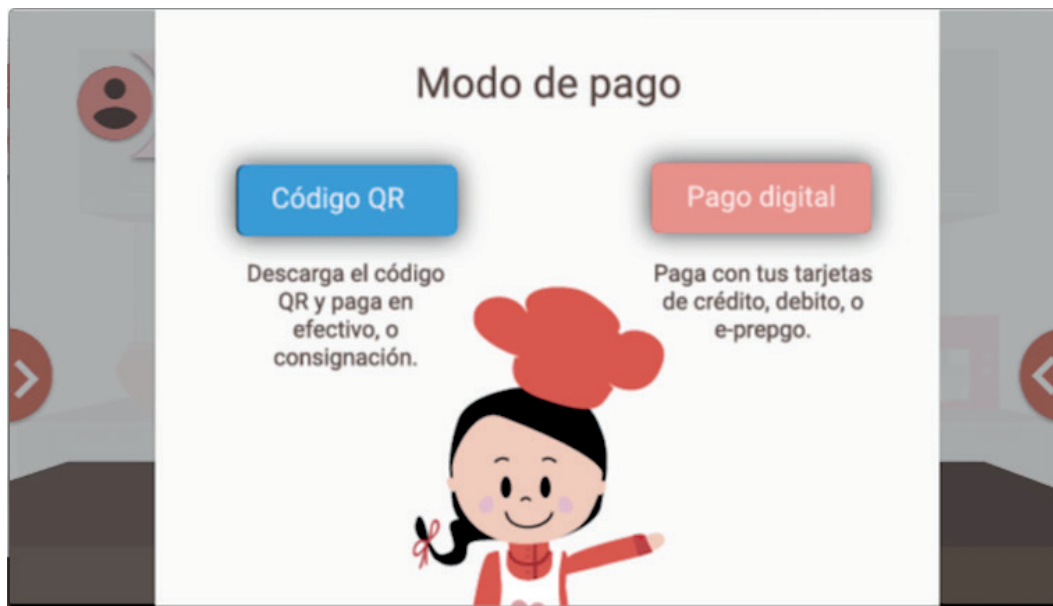 Modo de pago
Código QR
Pago digital
Descarga el código
QR y paga en
efectivo, o
consignación.
Paga con tus tarjetas
de crédito, debito, o
e-prepgo.